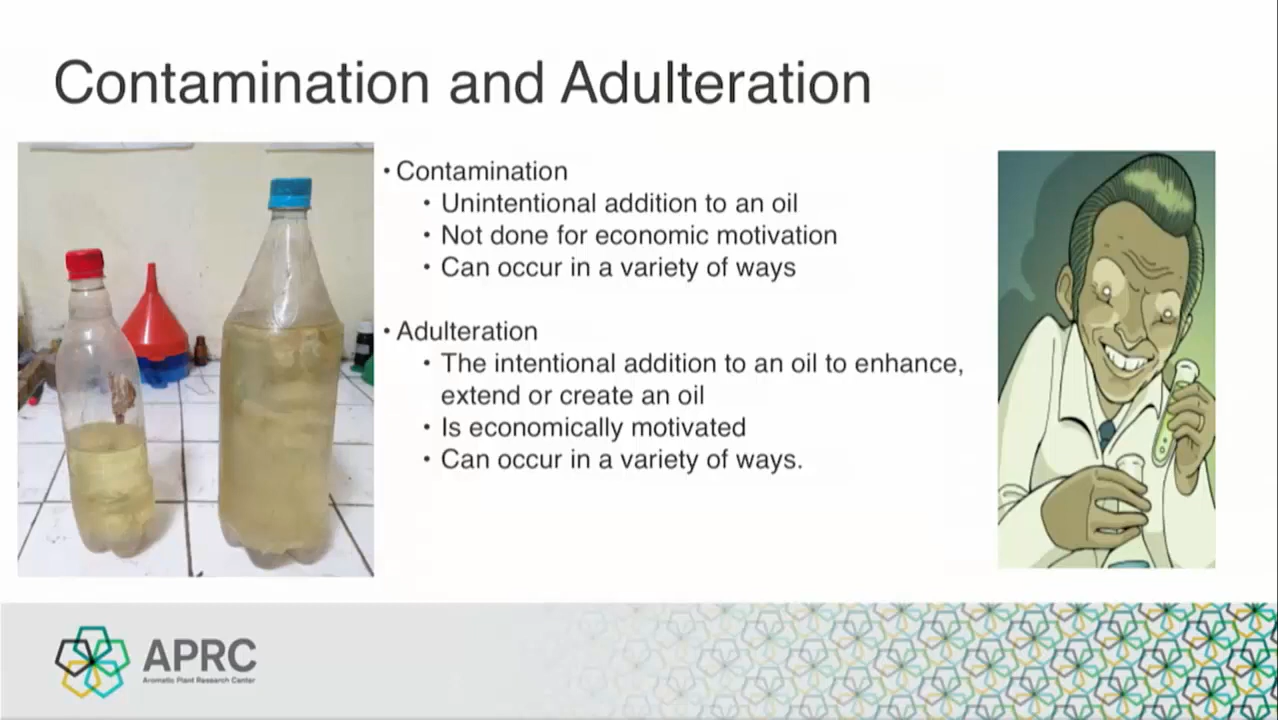 Contamination and Adulteration
• Contamination
• Unintentional addition to an oil
• Not done for economic motivation
• Can occur in a variety of ways
• Adulteration
• The intentional addition to an oil to enhance,
extend or create an oil
• Is economically motivated
• Can occur in a variety of ways.
APRC
Aromatic Plant Research Center